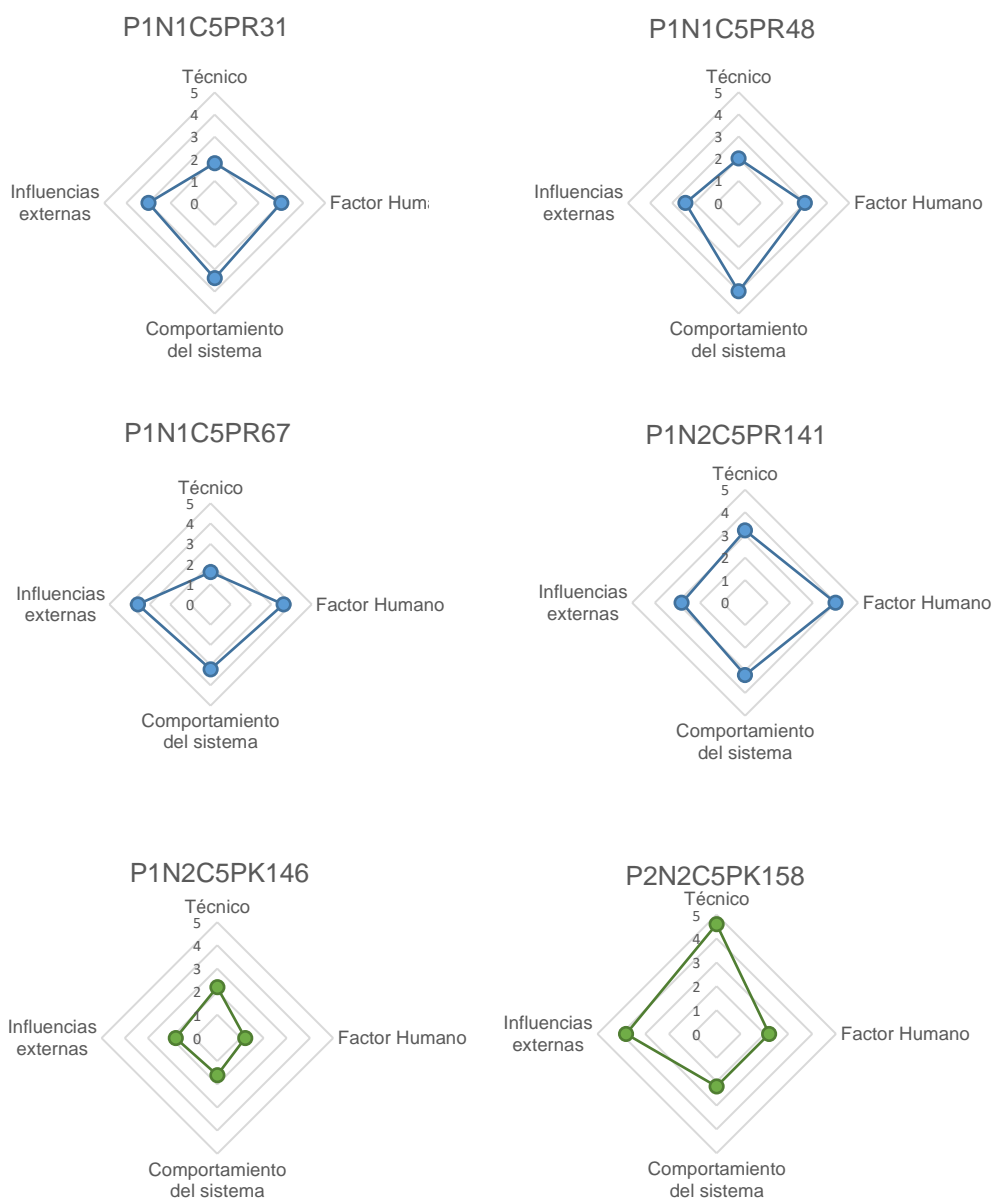 P1N1C5PR31
Técnico
5
4
3
2
1
0
Influencias
externas
Factor Hum
Comportamiento
del sistema
P1N1C5PR48
Técnico
5
4
3
2
1
0
Influencias
externas
Factor Humano
Comportamiento
del sistema
P1N1C5PR67
Técnico
5
4
3
2
1
0
Influencias
externas
Factor Humano
Comportamiento
del sistema
P1N2C5PR141
Técnico
5
4
3
2
1
0
Influencias
externas
Factor Humano
Comportamiento
del sistema
P1N2C5PK146
Técnico
5
4
3
2
1
0
Influencias
externas
Factor Humano
Comportamiento
del sistema
P2N2C5PK158
Técnico
5
4
3
2
1
0
Influencias
externas
Factor Humano
Comportamiento
del sistema